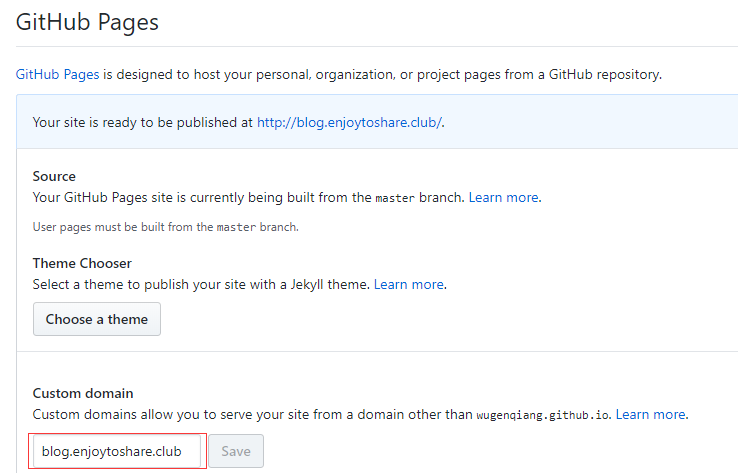 GitHub Pages
GitHub Pages is designed to host your personal, organization, or project pages from a GitHub repository.
Your site is ready to be published at http://blog.enjoytoshare.club/.
Source
Your GitHub Pages site is currently being built from the master branch. Learn more.
User pages must be built from the master branch.
Theme Chooser
Select a theme to publish your site with a Jekyll theme. Learn more.
Choose a theme
Custom domain
Custom domains allow you to serve your site from a domain other than wugenqiang.github.io. Learn more.
blog.enjoytoshare.club Save